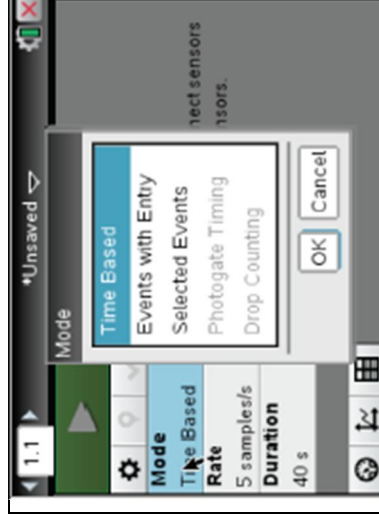 1.1
*Unsaved
Mode
Time Based
Rate
5 samples/s
Duration
40 s
Mode
Time Based
Events with Entry
Selected Events
Photogate Timing
Drop Counting
OK
Cancel
nect sensors
nsors.